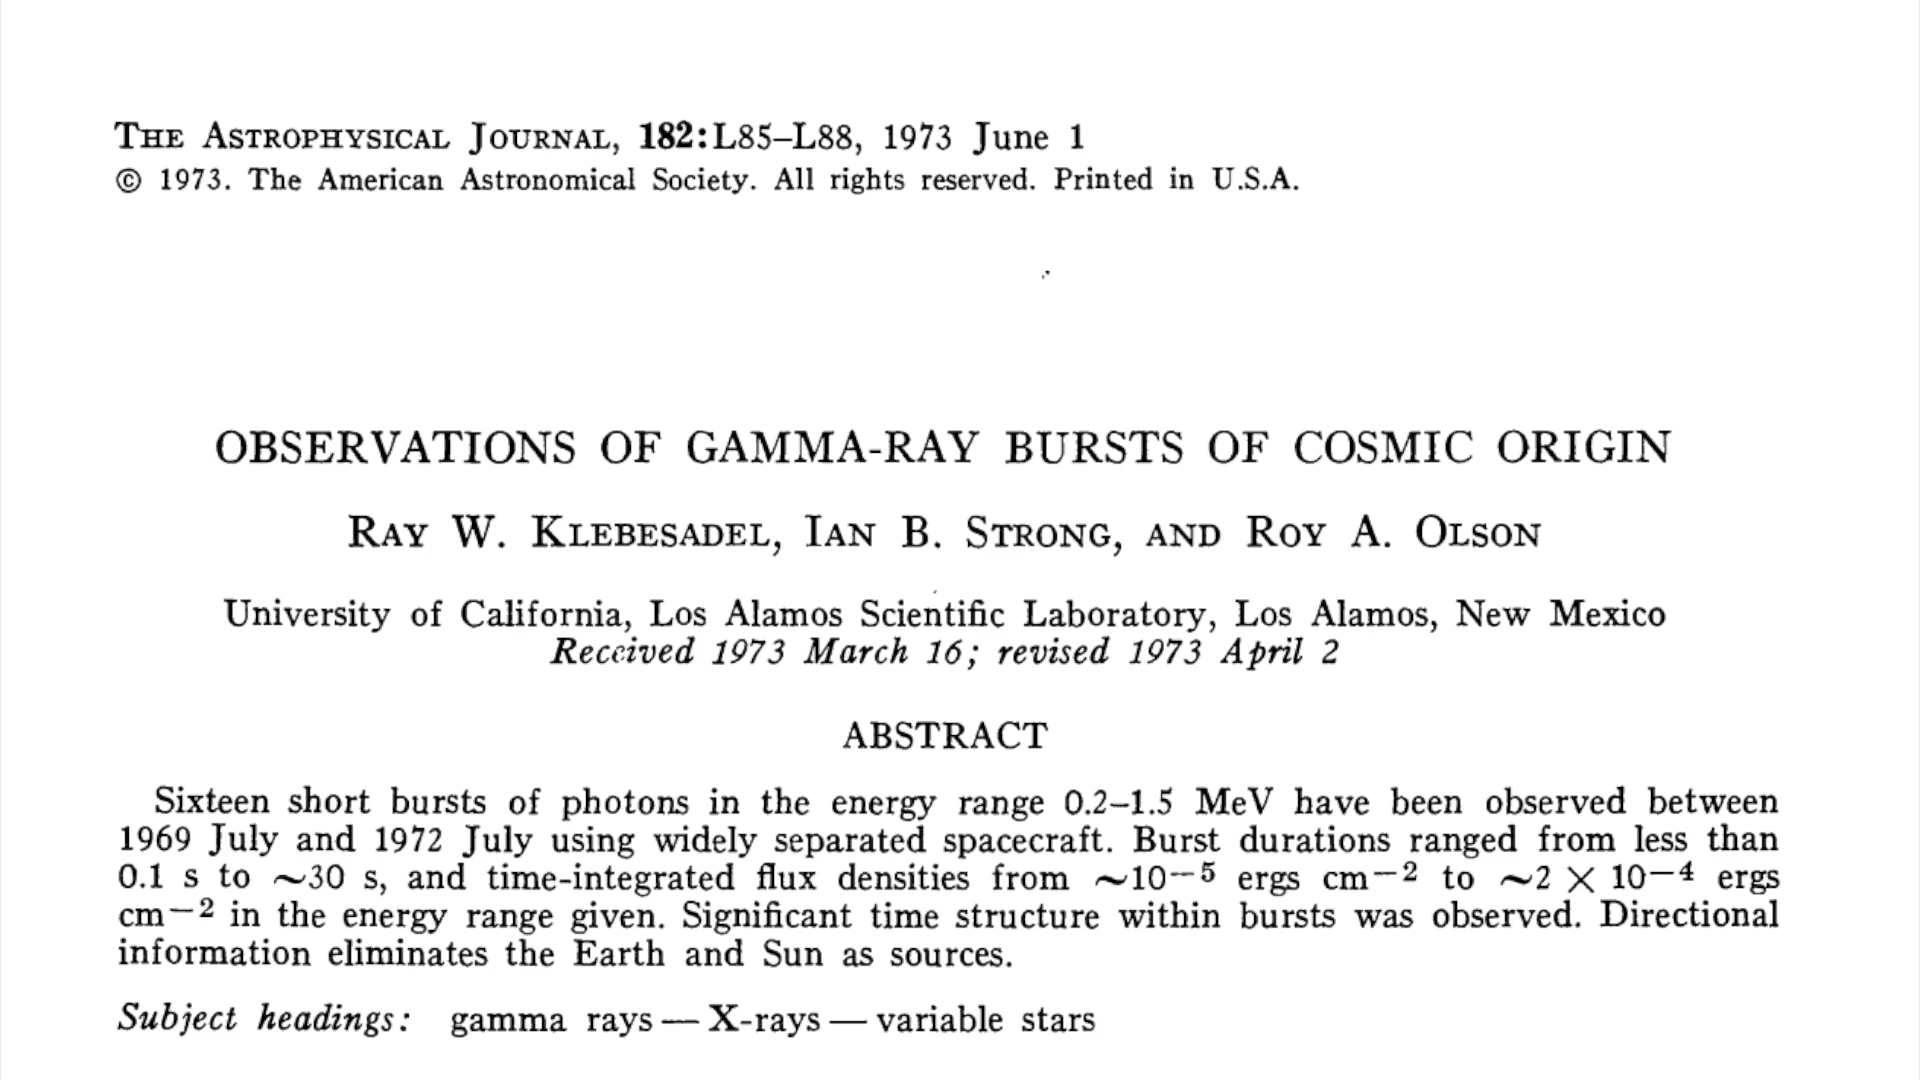 THE ASTROPHYSICAL JOURNAL, 182:L85–L88, 1973 June 1
© 1973. The American Astronomical Society. All rights reserved. Printed in U.S.A.
OBSERVATIONS OF GAMMA-RAY BURSTS OF COSMIC ORIGIN
RAY W. KLEBESADEL, IAN B. STRONG, AND ROY A. OLSON
University of California, Los Alamos Scientific Laboratory, Los Alamos, New Mexico
Received 1973 March 16; revised 1973 April 2
ABSTRACT
Sixteen short bursts of photons in the energy range 0.2–1.5 MeV have been observed between
1969 July and 1972 July using widely separated spacecraft. Burst durations ranged from less than
0.1 s to ~30 s, and time-integrated flux densities from ~10−5 ergs cm−2 to ~2 × 10−4 ergs
cm−2 in the energy range given. Significant time structure within bursts was observed. Directional
information eliminates the Earth and Sun as sources.
Subject headings: gamma rays — X-rays — variable stars